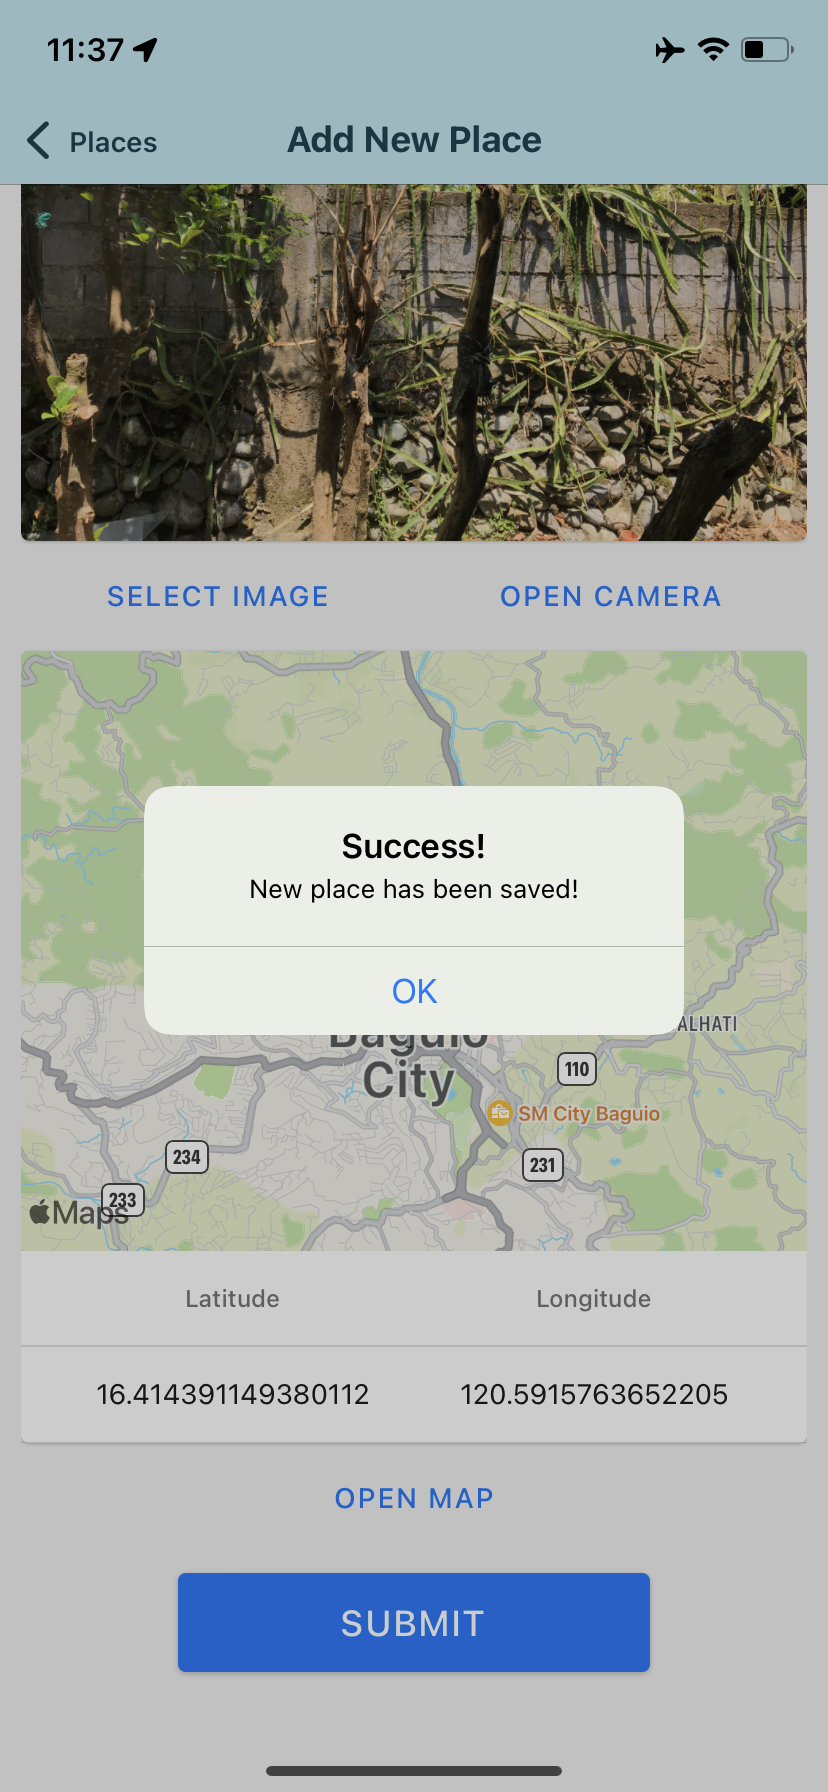 11:37
Places
Add New Place
SELECT IMAGE
OPEN CAMERA
Success!
New place has been saved!
OK
ALHATI
Baguio
City
110
SM City Baguio
234
231
233
Maps
Latitude
Longitude
16.414391149380112
120.5915763652205
OPEN MAP
SUBMIT